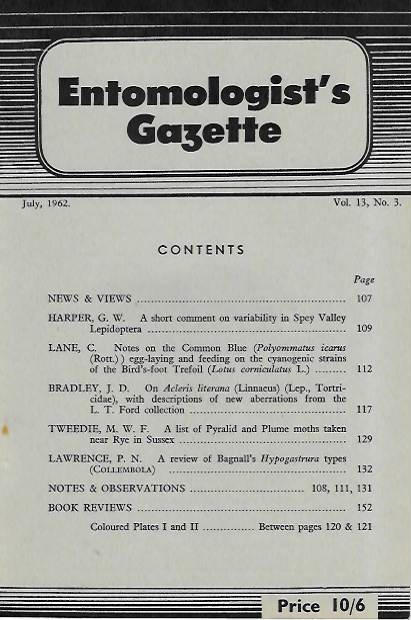 Entomologist's
Gazette
July, 1962. Vol. 13, No. 3.
CONTENTS
Page
NEWS & VIEWS ................ 107
HARPER, G. W. A short comment on variability in Spey Valley
Lepidoptera ................ 109
LANE, C. Notes on the Common Blue (Polyommatus icarus
(Rott.) ) egg-laying and feeding on the cyanogenic strains
of the Bird's-foot Trefoil (Lotus corniculatus L.) ......... 112
BRADLEY, J. D. On Acleris literana (Linnaeus) (Lep., Tortri-
cidae), with descriptions of new aberrations from the
L. T. Ford collection ................ 117
TWEEDIE, M. W. F. A list of Pyralid and Plume moths taken
near Rye in Sussex ................ 129
LAWRENCE, P. N. A review of Bagnall's Hypogastrura types
(COLLEMBOLA) ................ 132
NOTES & OBSERVATIONS ................ 108, 111, 131
BOOK REVIEWS ................ 152
Coloured Plates I and II ............... Between pages 120 & 121
Price 10/6